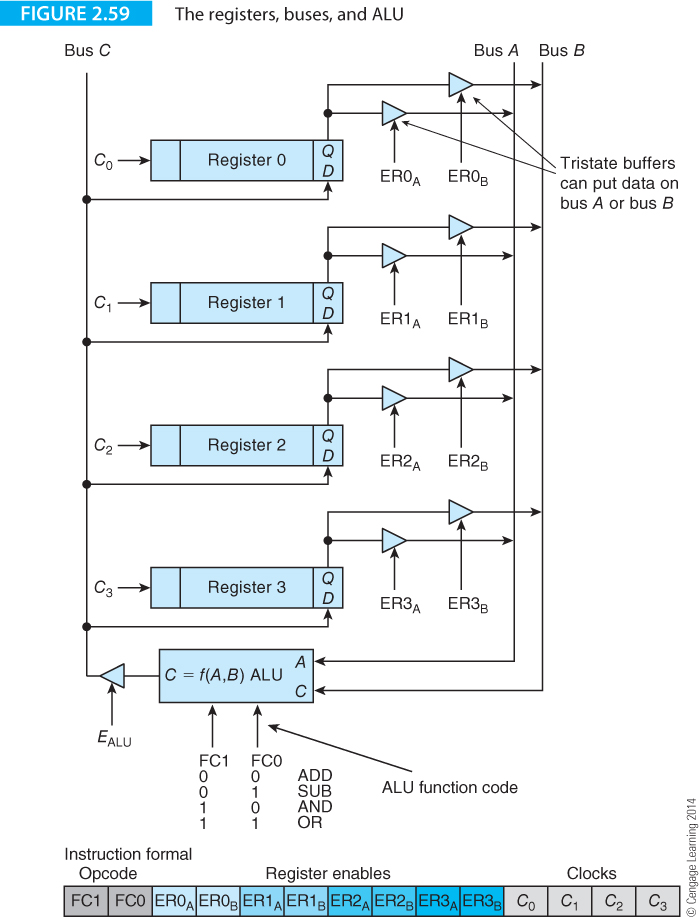 FIGURE 2.59 The registers, buses, and ALU
Bus C Bus A Bus B
C0 Register 0 Q
D
ER0A ER0B
Tristate buffers
can put data on
bus A or bus B
C1 Register 1 Q
D
ER1A ER1B
C2 Register 2 Q
D
ER2A ER2B
C3 Register 3 Q
D
ER3A ER3B
C = f(A,B) ALU A
C
EALU
ALU function code
FC1 FC0
0 0 ADD
0 1 SUB
1 0 AND
1 1 OR
Instruction formal
Opcode Register enables Clocks
FC1 FC0 ER0A ER0B ER1A ER1B ER2A ER2B ER3A ER3B C0 C1 C2 C3
© Cengage Learning 2014